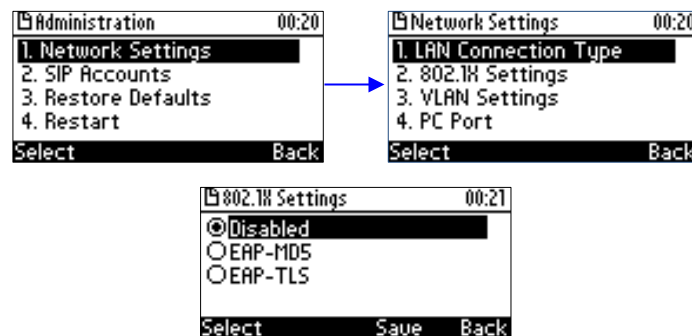 Administration 00:20
1. Network Settings
2. SIP Accounts
3. Restore Defaults
4. Restart
Select Back
Network Settings 00:20
1. LAN Connection Type
2. 802.1X Settings
3. VLAN Settings
4. PC Port
Select Back
802.1X Settings 00:21
Disabled
EAP-MD5
EAP-TLS
Select Save Back